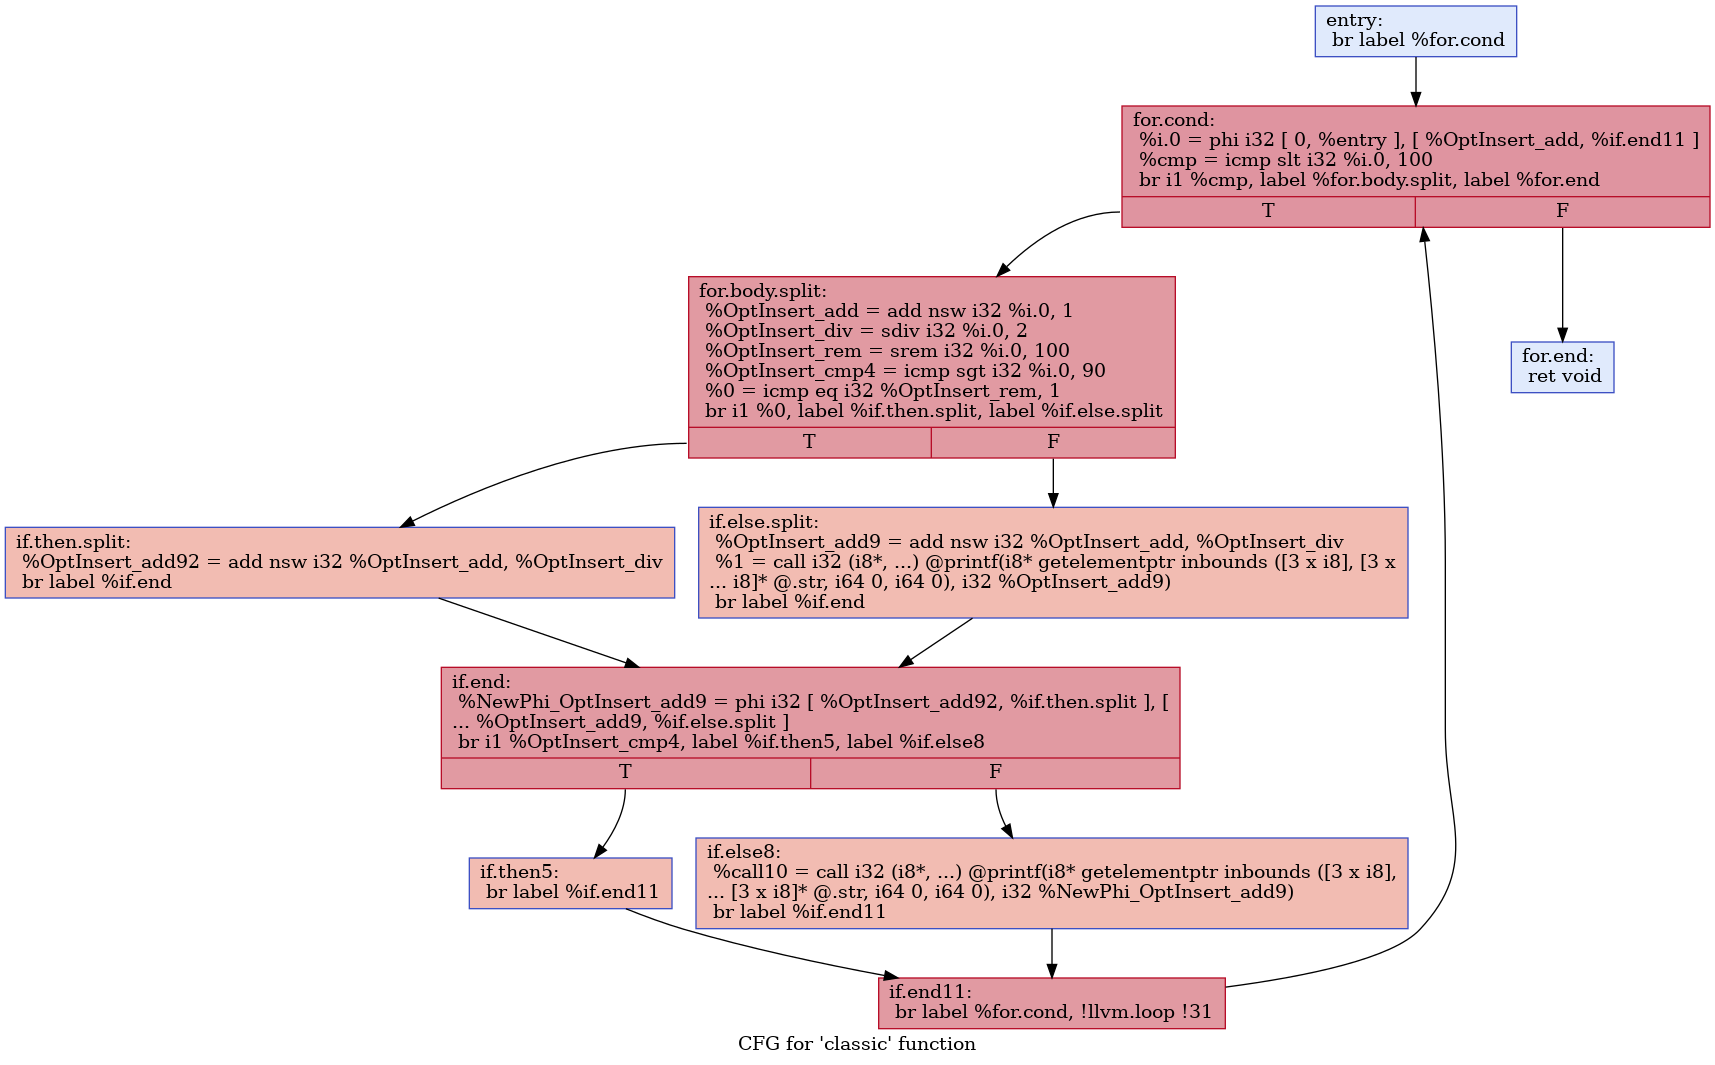 entry:
br label %for.cond
for.cond:
%i.0 = phi i32 [ 0, %entry ], [ %OptInsert_add, %if.end11 ]
%cmp = icmp slt i32 %i.0, 100
br i1 %cmp, label %for.body.split, label %for.end
T F
for.body.split:
%OptInsert_add = add nsw i32 %i.0, 1
%OptInsert_div = sdiv i32 %i.0, 2
%OptInsert_rem = srem i32 %i.0, 100
%OptInsert_cmp4 = icmp sgt i32 %i.0, 90
%0 = icmp eq i32 %OptInsert_rem, 1
br i1 %0, label %if.then.split, label %if.else.split
T F
for.end:
ret void
if.then.split:
%OptInsert_add92 = add nsw i32 %OptInsert_add, %OptInsert_div
br label %if.end
if.else.split:
%OptInsert_add9 = add nsw i32 %OptInsert_add, %OptInsert_div
%1 = call i32 (i8*, ...) @printf(i8* getelementptr inbounds ([3 x i8], [3 x
... i8]* @.str, i64 0, i64 0), i32 %OptInsert_add9)
br label %if.end
if.end:
%NewPhi_OptInsert_add9 = phi i32 [ %OptInsert_add92, %if.then.split ], [
... %OptInsert_add9, %if.else.split ]
br i1 %OptInsert_cmp4, label %if.then5, label %if.else8
T F
if.then5:
br label %if.end11
if.else8:
%call10 = call i32 (i8*, ...) @printf(i8* getelementptr inbounds ([3 x i8],
... [3 x i8]* @.str, i64 0, i64 0), i32 %NewPhi_OptInsert_add9)
br label %if.end11
if.end11:
br label %for.cond, !llvm.loop !31
CFG for 'classic' function